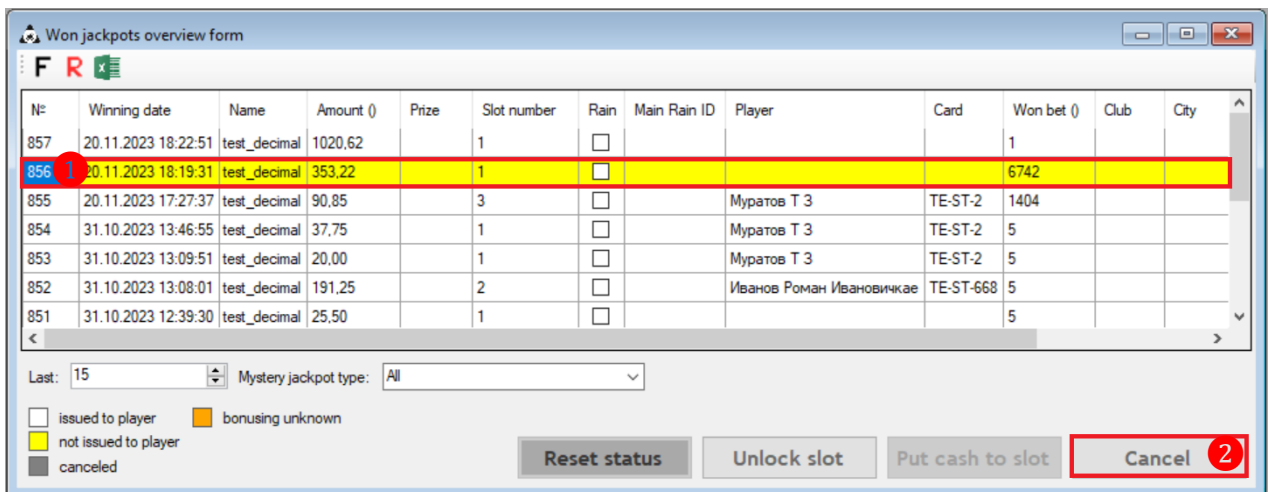 Won jackpots overview form
F R
Nº Winning date Name Amount () Prize Slot number Rain Main Rain ID Player Card Won bet () Club City
857 20.11.2023 18:22:51 test_decimal 1020,62 1 1
856 1 20.11.2023 18:19:31 test_decimal 353,22 1 6742
855 20.11.2023 17:27:37 test_decimal 90,85 3 Муратов Т З TE-ST-2 1404
854 31.10.2023 13:46:55 test_decimal 37,75 1 Муратов Т З TE-ST-2 5
853 31.10.2023 13:09:51 test_decimal 20,00 1 Муратов Т З TE-ST-2 5
852 31.10.2023 13:08:01 test_decimal 191,25 2 Иванов Роман Ивановичкае TE-ST-668 5
851 31.10.2023 12:39:30 test_decimal 25,50 1 5
Last: 15 Mystery jackpot type: All
issued to player bonusing unknown
not issued to player
canceled
Reset status Unlock slot Put cash to slot Cancel 2